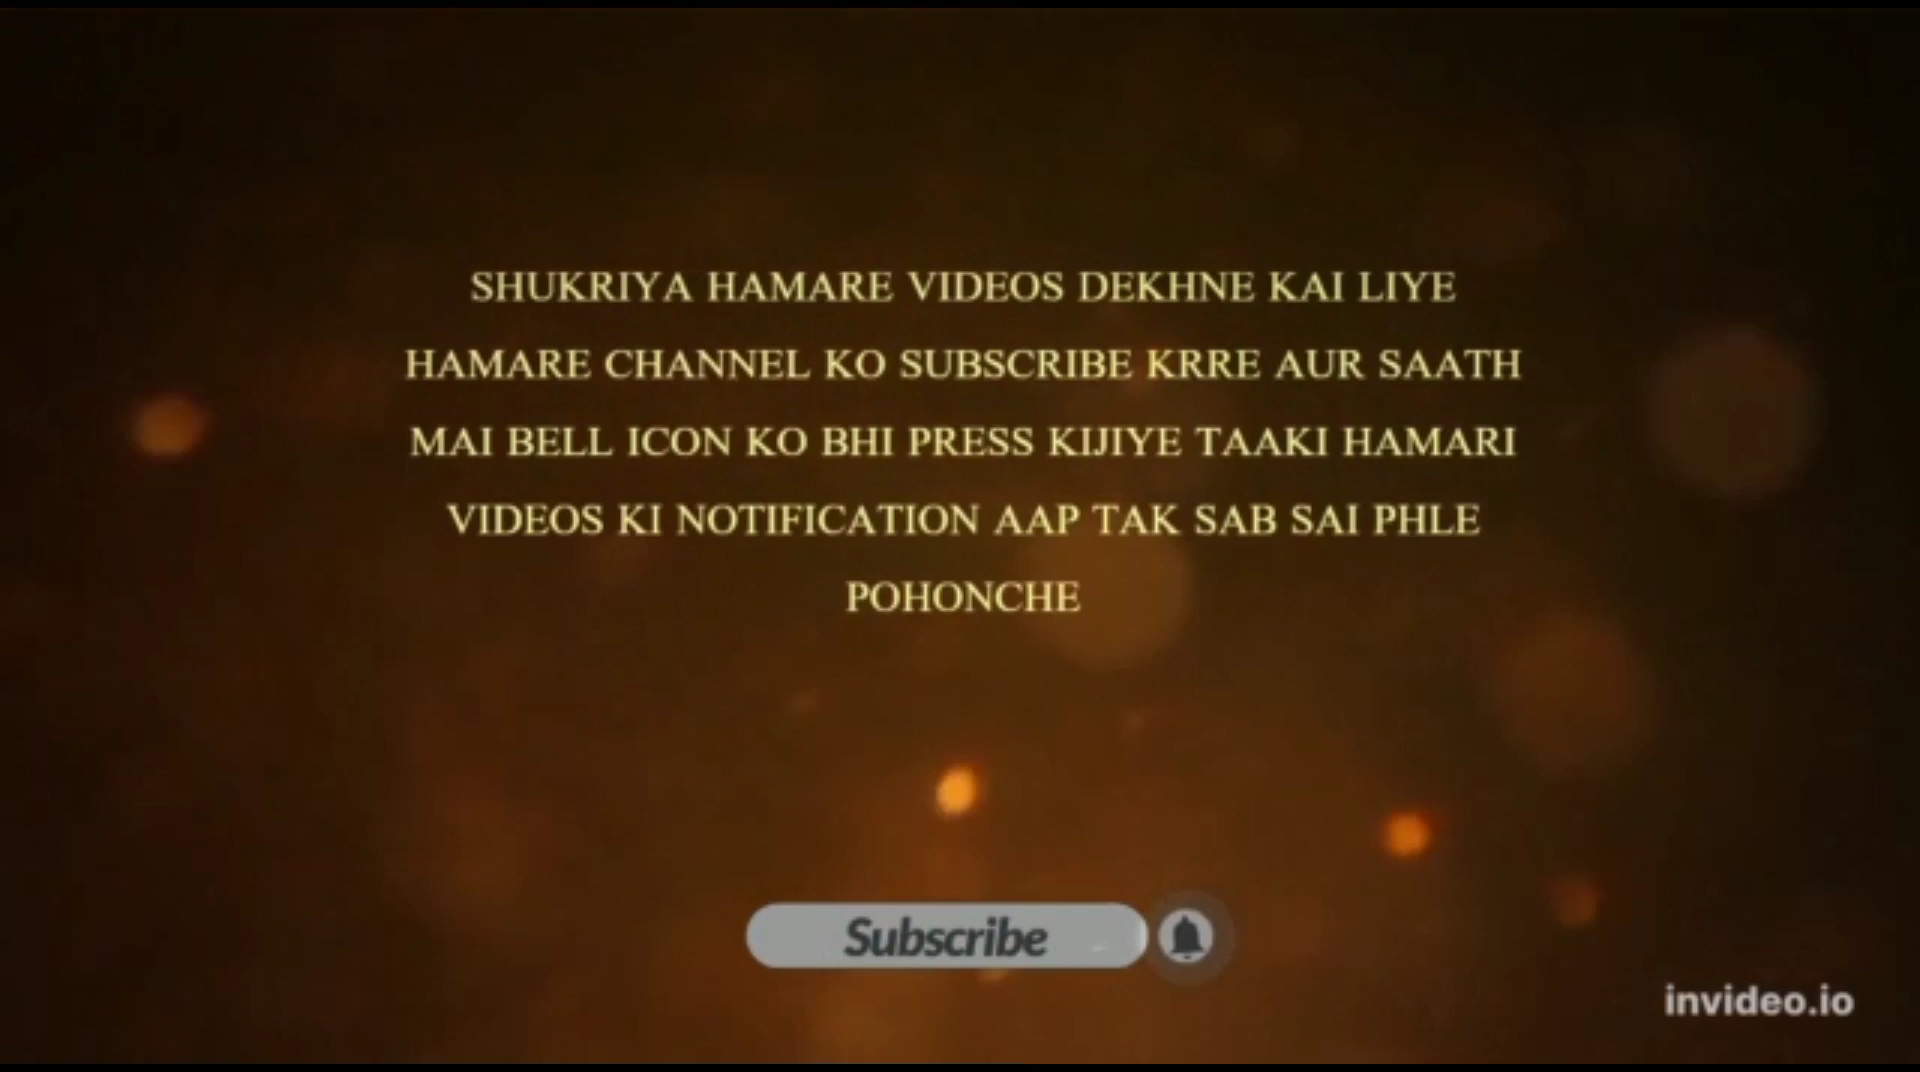 SHUKRIYA HAMARE VIDEOS DEKHNE KAI LIYE
HAMARE CHANNEL KO SUBSCRIBE KRRE AUR SAATH
MAI BELL ICON KO BHI PRESS KIJIYE TAAKI HAMARI
VIDEOS KI NOTIFICATION AAP TAK SAB SAI PHLE
POHONCHE
Subscribe
invideo.io